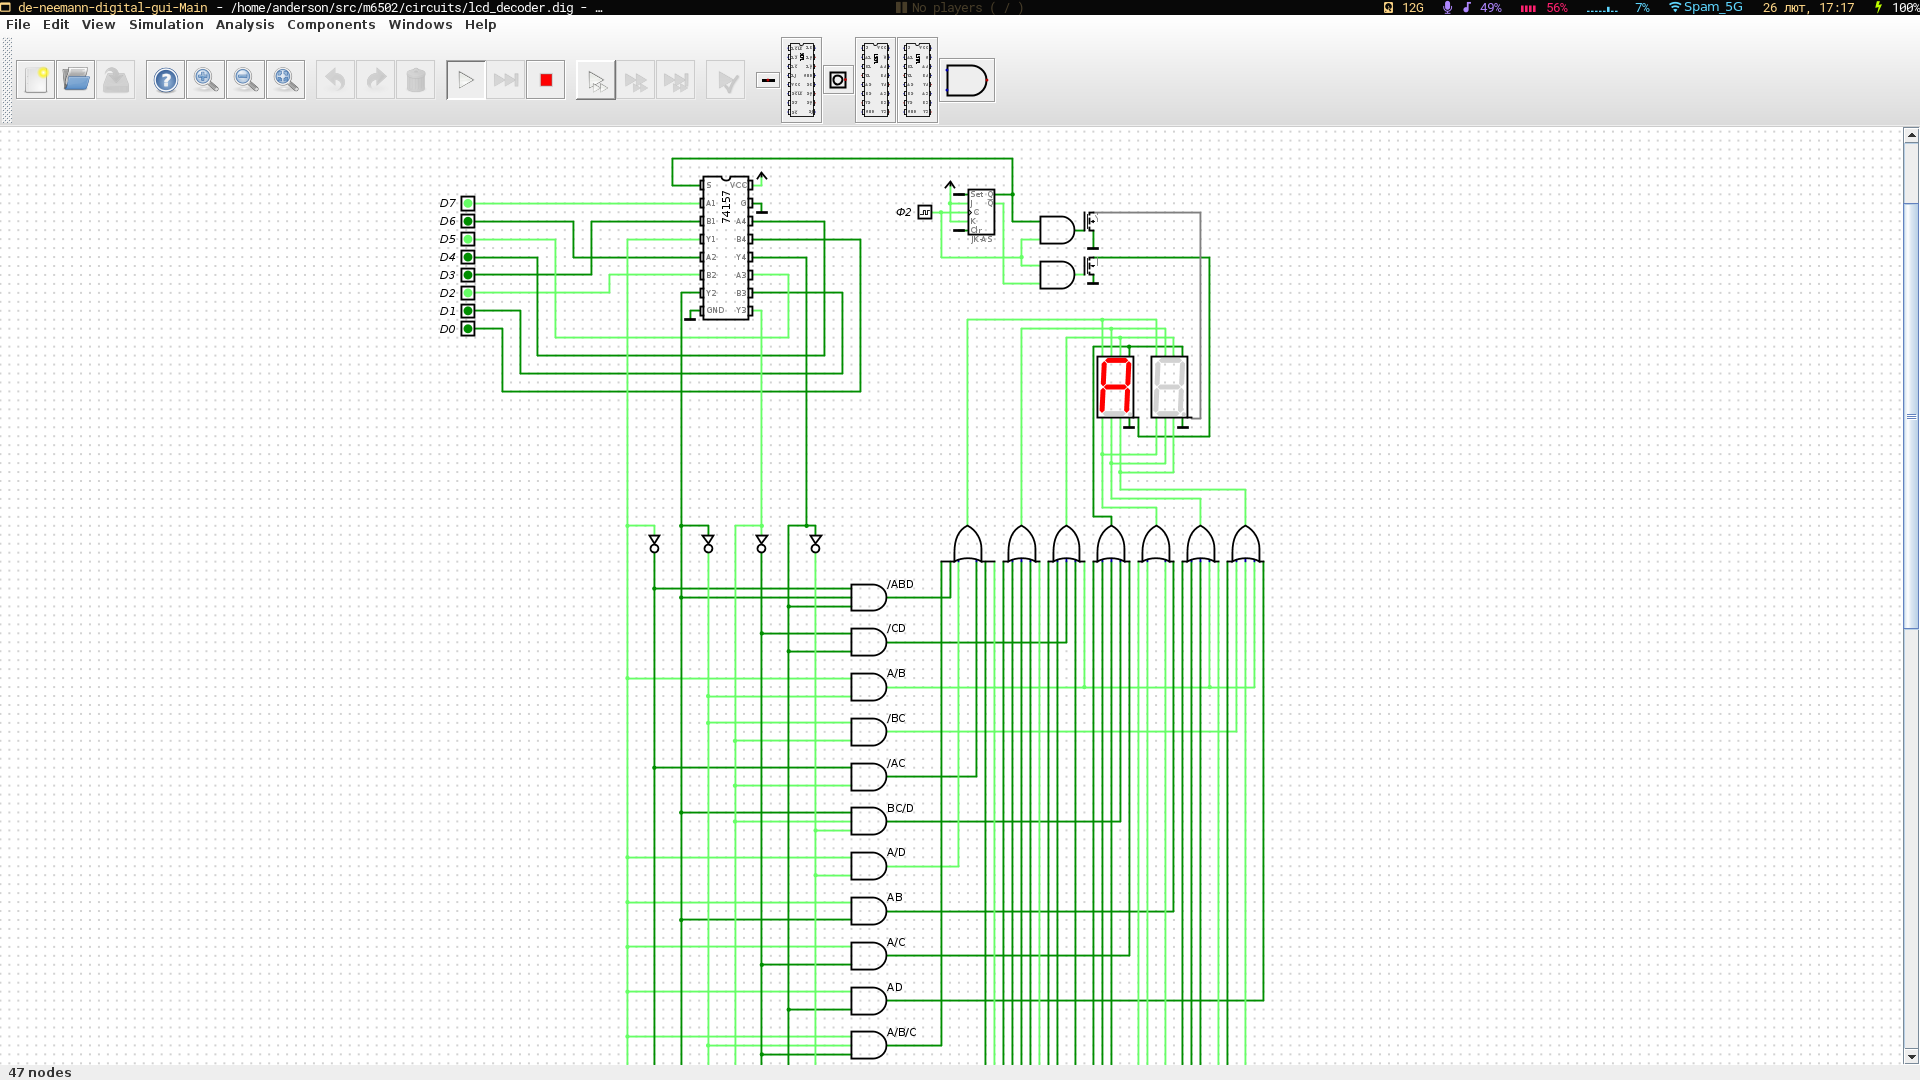 de-neemann-digital-gui-Main - /home/anderson/src/m6502/circuits/lcd_decoder.dig - …
No players ( / )
12G 49% 56% 7% Spam_5G 26 лют, 17:17 100%
File Edit View Simulation Analysis Components Windows Help
D7
D6
D5
D4
D3
D2
D1
D0
74157
S VCC
A1 G
B1 A4
Y1 B4
A2 Y4
B2 A3
Y2 B3
GND Y3
Φ2
Set Q
J Q
C
K
Clr
JK-AS
/ABD
/CD
A/B
/BC
/AC
BC/D
A/D
AB
A/C
AD
A/B/C
47 nodes